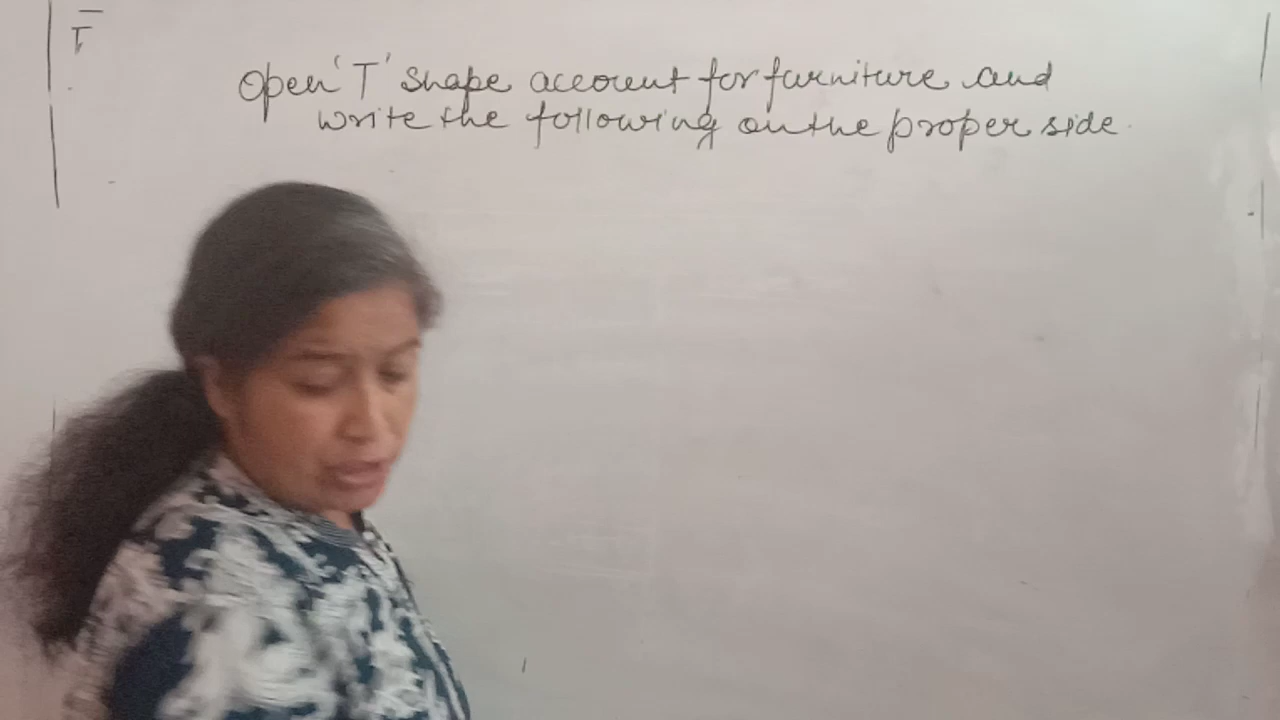 Open 'T' shape account for furniture and
write the following on the proper side.